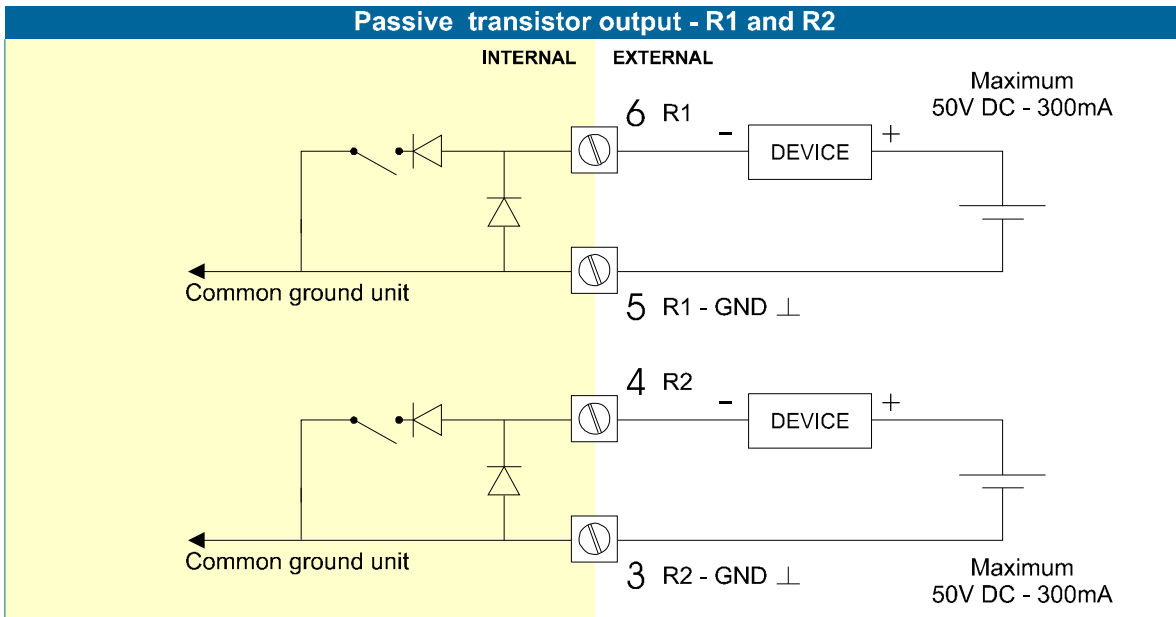 Passive transistor output - R1 and R2
INTERNAL EXTERNAL
Maximum
50V DC - 300mA
6 R1
- DEVICE +
Common ground unit
5 R1 - GND ⊥
4 R2
- DEVICE +
Common ground unit
3 R2 - GND ⊥
Maximum
50V DC - 300mA